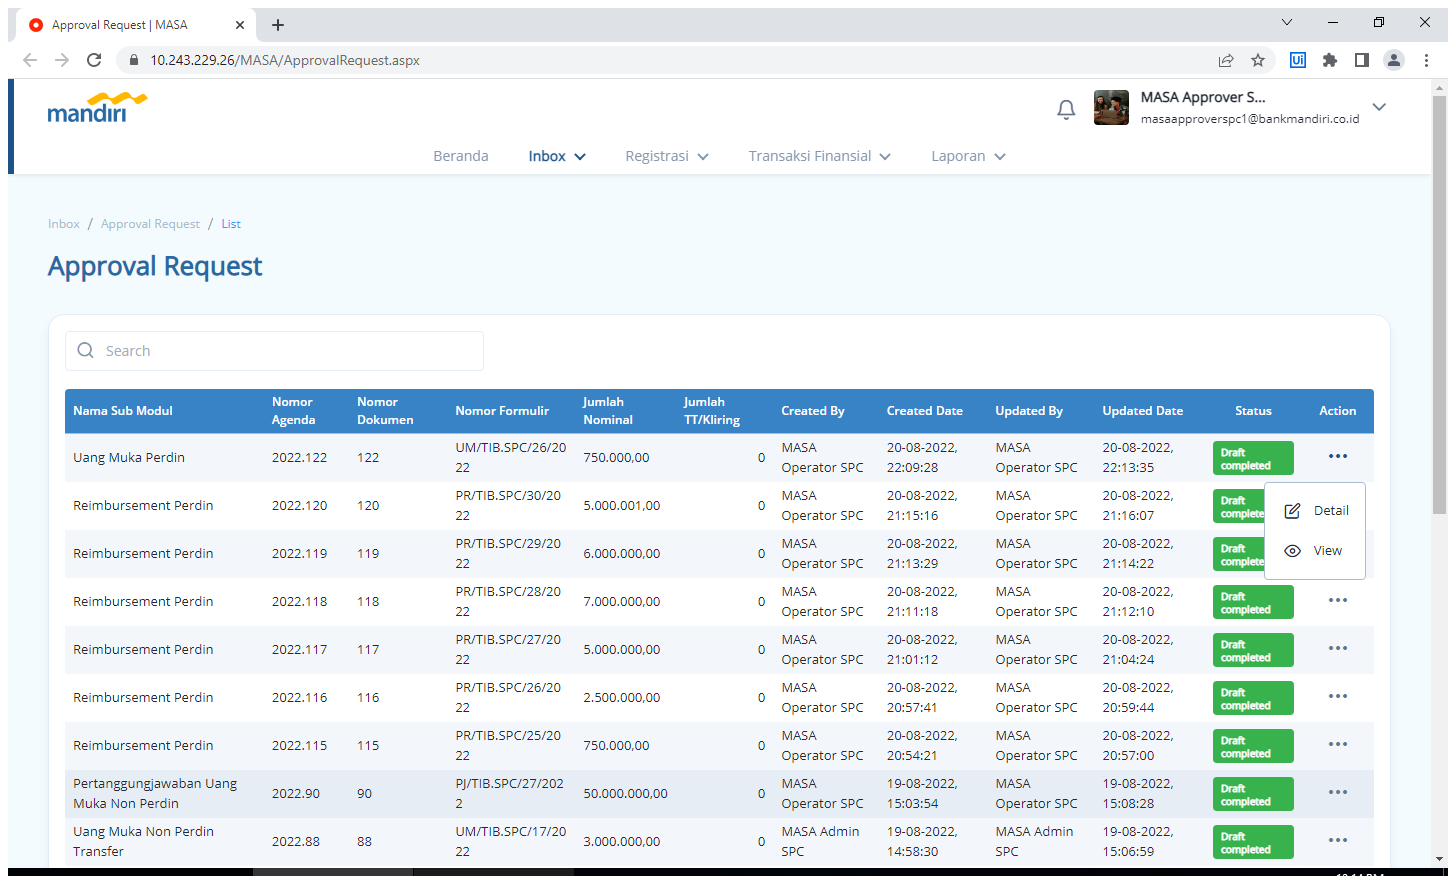 Approval Request | MASA
10.243.229.26/MASA/ApprovalRequest.aspx
Ui
mandiri
MASA Approver S...
masaapproverspc1@bankmandiri.co.id
Beranda Inbox Registrasi Transaksi Finansial Laporan
Inbox / Approval Request / List
Approval Request
Search
Nama Sub Modul Nomor Agenda Nomor Dokumen Nomor Formulir Jumlah Nominal Jumlah TT/Kliring Created By Created Date Updated By Updated Date Status Action
Uang Muka Perdin 2022.122 122 UM/TIB.SPC/26/2022 750.000,00 0 MASA Operator SPC 20-08-2022, 22:09:28 MASA Operator SPC 20-08-2022, 22:13:35 Draft completed
Reimbursement Perdin 2022.120 120 PR/TIB.SPC/30/2022 5.000.001,00 0 MASA Operator SPC 20-08-2022, 21:15:16 MASA Operator SPC 20-08-2022, 21:16:07 Draft complete
Detail
Reimbursement Perdin 2022.119 119 PR/TIB.SPC/29/2022 6.000.000,00 0 MASA Operator SPC 20-08-2022, 21:13:29 MASA Operator SPC 20-08-2022, 21:14:22 Draft complete
View
Reimbursement Perdin 2022.118 118 PR/TIB.SPC/28/2022 7.000.000,00 0 MASA Operator SPC 20-08-2022, 21:11:18 MASA Operator SPC 20-08-2022, 21:12:10 Draft completed
Reimbursement Perdin 2022.117 117 PR/TIB.SPC/27/2022 5.000.000,00 0 MASA Operator SPC 20-08-2022, 21:01:12 MASA Operator SPC 20-08-2022, 21:04:24 Draft completed
Reimbursement Perdin 2022.116 116 PR/TIB.SPC/26/2022 2.500.000,00 0 MASA Operator SPC 20-08-2022, 20:57:41 MASA Operator SPC 20-08-2022, 20:59:44 Draft completed
Reimbursement Perdin 2022.115 115 PR/TIB.SPC/25/2022 750.000,00 0 MASA Operator SPC 20-08-2022, 20:54:21 MASA Operator SPC 20-08-2022, 20:57:00 Draft completed
Pertanggungjawaban Uang Muka Non Perdin 2022.90 90 PJ/TIB.SPC/27/2022 50.000.000,00 0 MASA Operator SPC 19-08-2022, 15:03:54 MASA Operator SPC 19-08-2022, 15:08:28 Draft completed
Uang Muka Non Perdin Transfer 2022.88 88 UM/TIB.SPC/17/2022 3.000.000,00 0 MASA Admin SPC 19-08-2022, 14:58:30 MASA Admin SPC 19-08-2022, 15:06:59 Draft completed